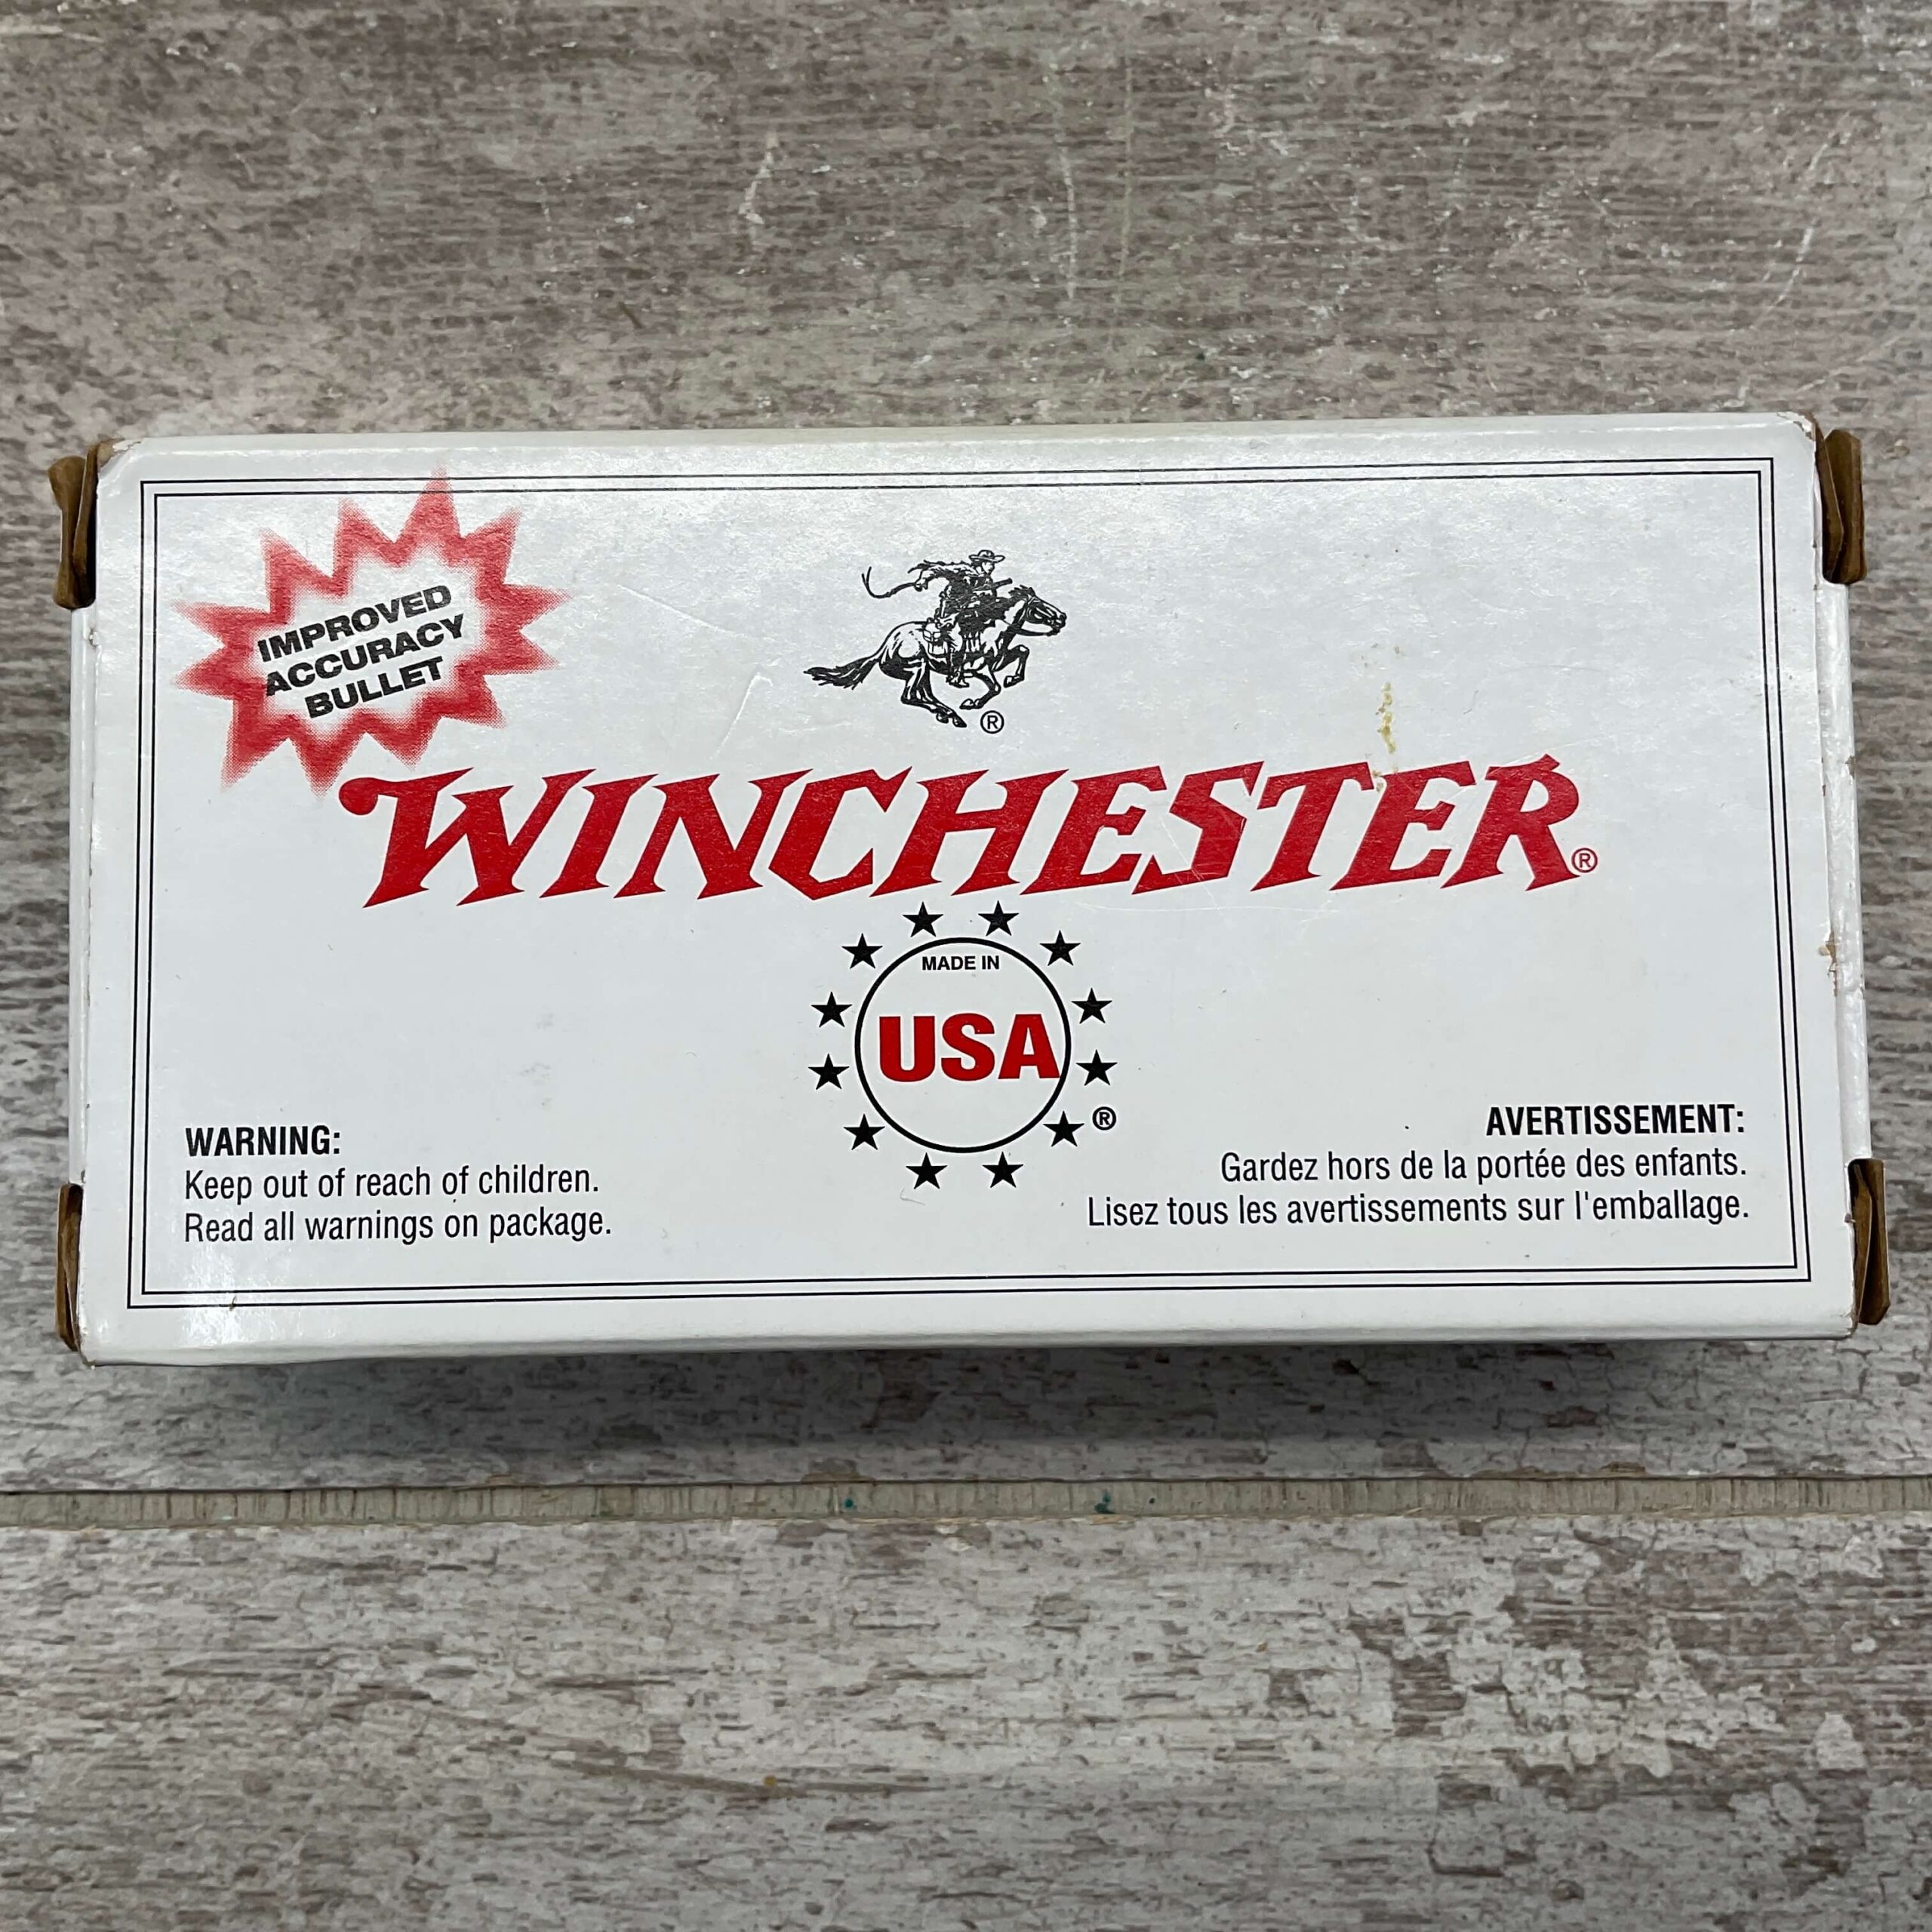 IMPROVED
ACCURACY
BULLET
®
WINCHESTER®
MADE IN
USA
®
WARNING:
Keep out of reach of children.
Read all warnings on package.
AVERTISSEMENT:
Gardez hors de la portée des enfants.
Lisez tous les avertissements sur l'emballage.